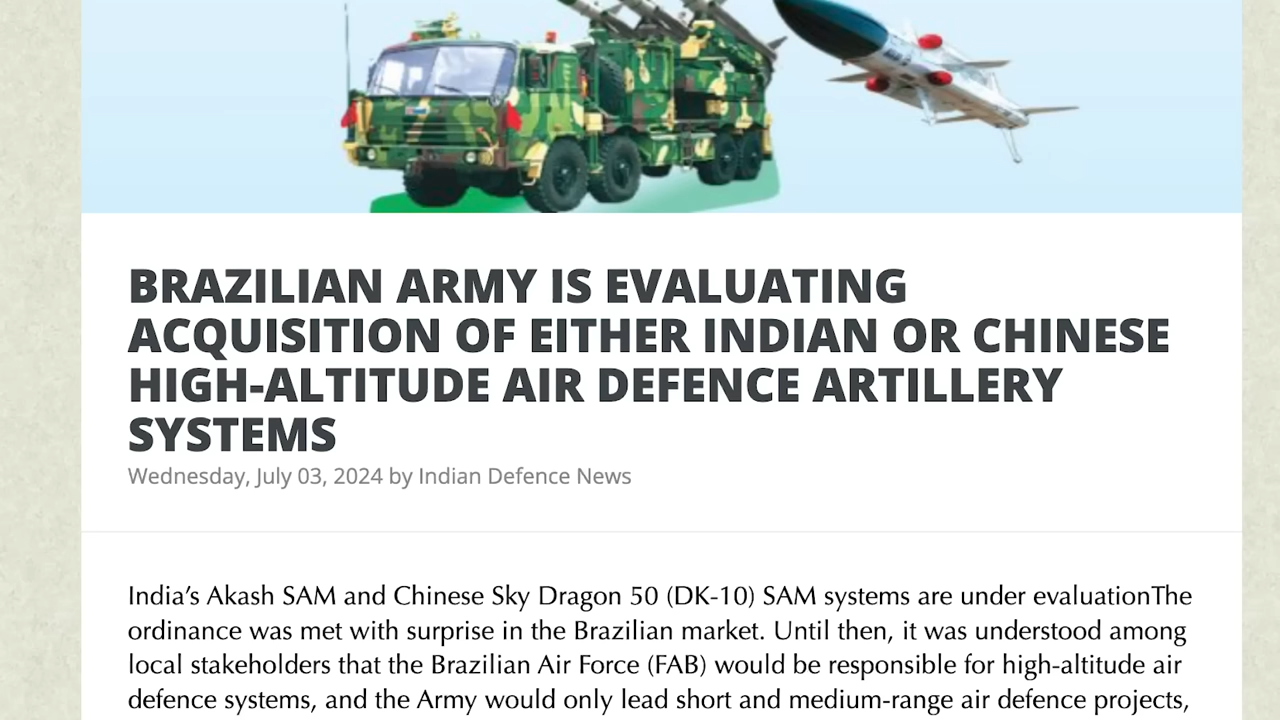 BRAZILIAN ARMY IS EVALUATING
ACQUISITION OF EITHER INDIAN OR CHINESE
HIGH-ALTITUDE AIR DEFENCE ARTILLERY
SYSTEMS
Wednesday, July 03, 2024 by Indian Defence News
India’s Akash SAM and Chinese Sky Dragon 50 (DK-10) SAM systems are under evaluationThe
ordinance was met with surprise in the Brazilian market. Until then, it was understood among
local stakeholders that the Brazilian Air Force (FAB) would be responsible for high-altitude air
defence systems, and the Army would only lead short and medium-range air defence projects,